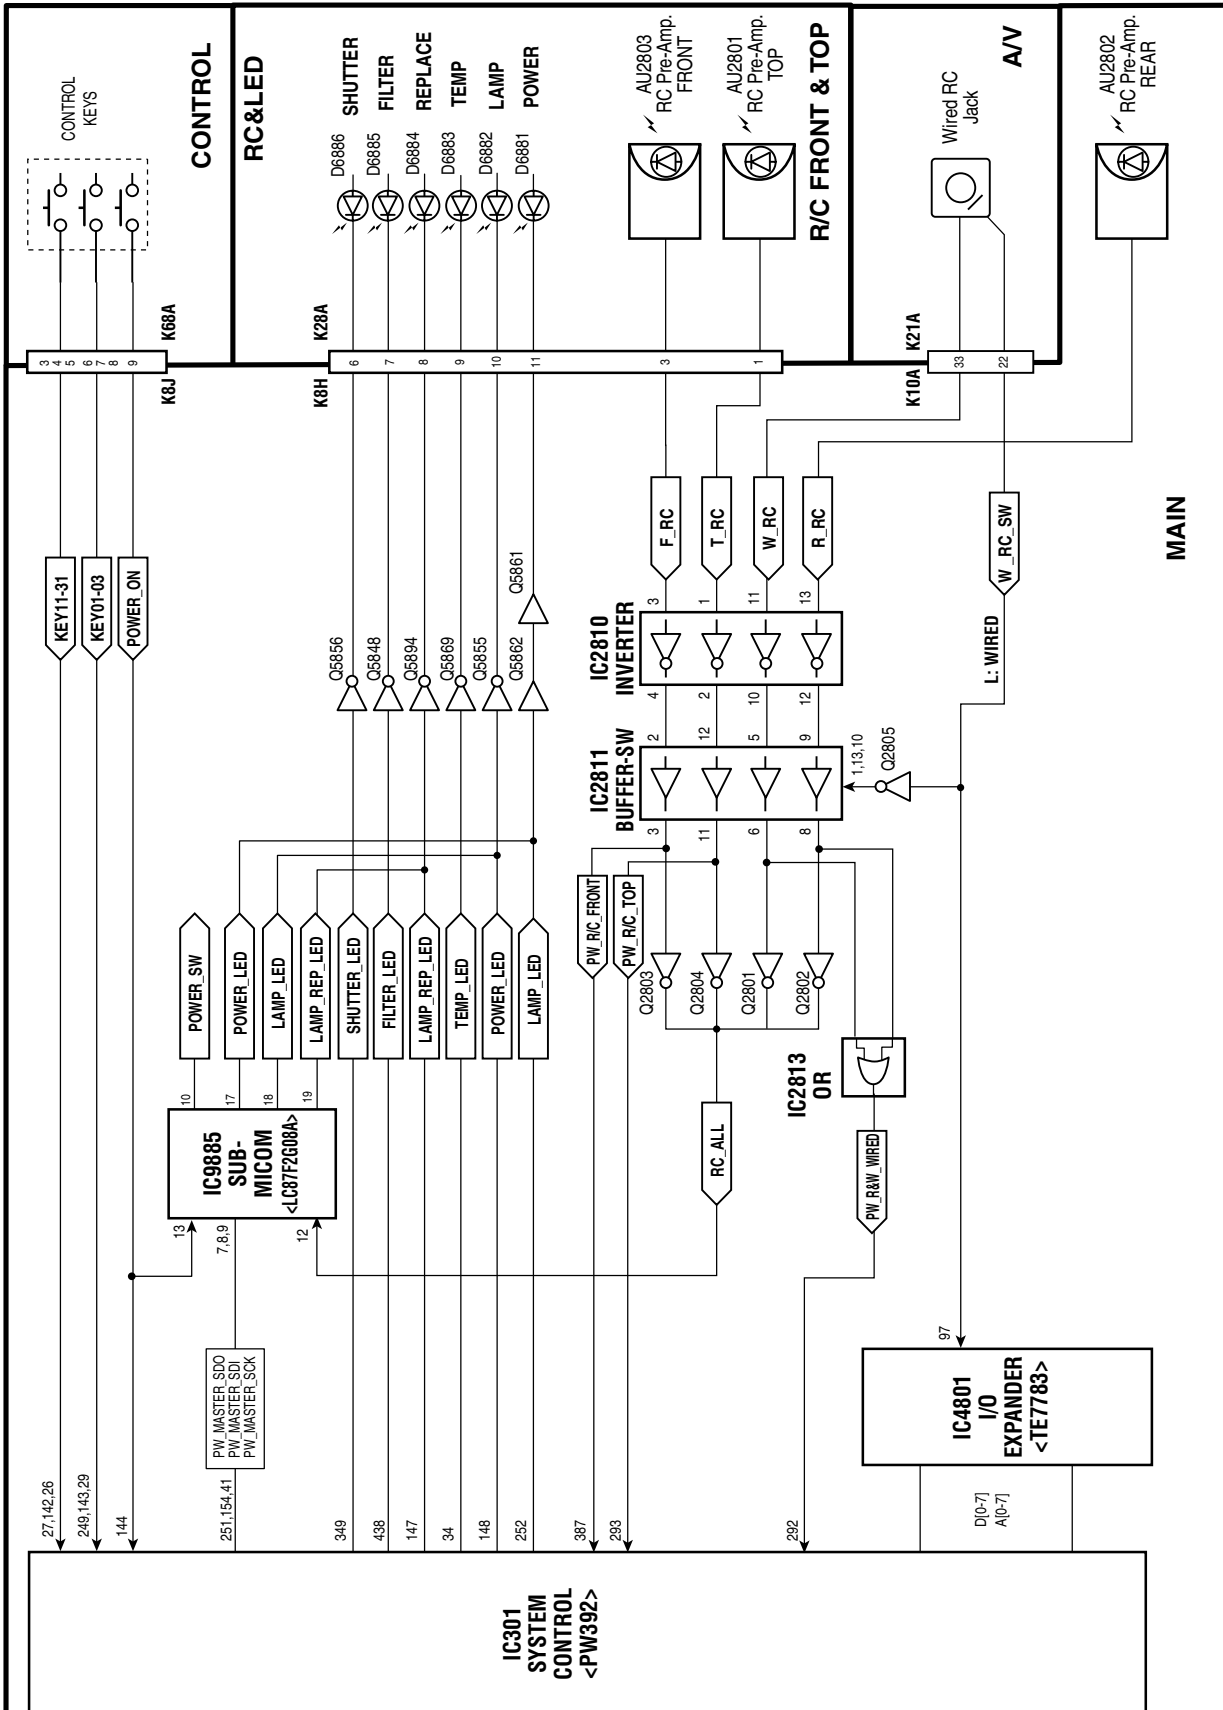 CONTROL
KEYS
CONTROL
RC&LED
SHUTTER
FILTER
REPLACE
TEMP
LAMP
POWER
D6886
D6885
D6884
D6883
D6882
D6881
AU2803
RC Pre-Amp.
FRONT
AU2801
RC Pre-Amp.
TOP
R/C FRONT & TOP
A/V
Wired RC
Jack
AU2802
RC Pre-Amp.
REAR
K68A
K8J
3
4
5
6
7
8
9
K28A
K8H
6
7
8
9
10
11
3
1
K21A
K10A
33
22
KEY11-31
KEY01-03
POWER_ON
Q5856
Q5848
Q5894
Q5869
Q5855
Q5862
Q5861
F_RC
T_RC
W_RC
R_RC
W_RC_SW
MAIN
3
1
11
13
IC2810
INVERTER
4
2
10
12
L: WIRED
2
12
5
9
IC2811
BUFFER-SW
1,13,10
Q2805
3
11
6
8
POWER_SW
POWER_LED
LAMP_LED
LAMP_REP_LED
SHUTTER_LED
FILTER_LED
LAMP_REP_LED
TEMP_LED
POWER_LED
LAMP_LED
PW_R/C_FRONT
PW_R/C_TOP
Q2803
Q2804
Q2801
Q2802
IC2813
OR
10
17
18
19
IC9885
SUB-
MICOM
<LC87F2G08A>
13
7,8,9
12
RC_ALL
PW_R&W_WIRED
PW_MASTER_SDO
PW_MASTER_SDI
PW_MASTER_SCK
97
IC4801
I/O
EXPANDER
<TE7783>
27,142,26
249,143,29
144
251,154,41
349
438
147
34
148
252
387
293
292
D[0-7]
A[0-7]
IC301
SYSTEM
CONTROL
<PW392>